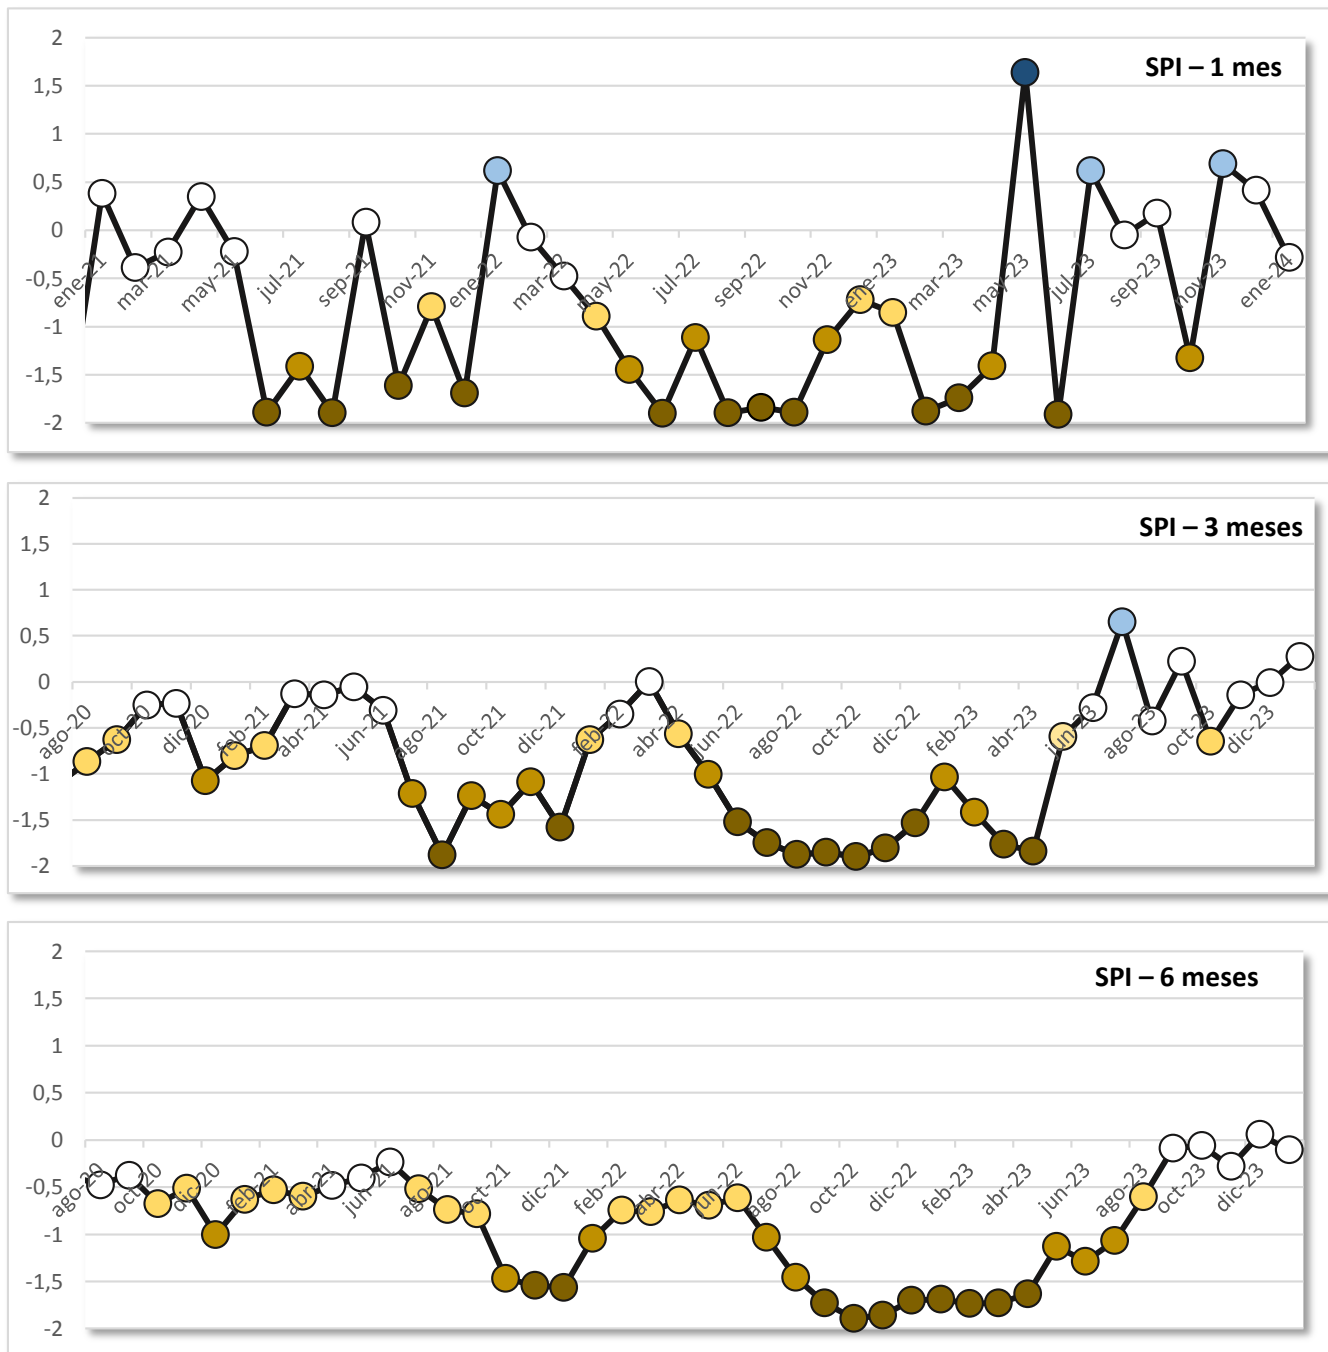 2
SPI – 1 mes
1,5
1
0,5
0
-0,5
-1
-1,5
-2
ene-21
mar-21
may-21
jul-21
sep-21
nov-21
ene-22
mar-22
may-22
jul-22
sep-22
nov-22
ene-23
mar-23
may-23
jul-23
sep-23
nov-23
ene-24
2
SPI – 3 meses
1,5
1
0,5
0
-0,5
-1
-1,5
-2
ago-20
oct-20
dic-20
feb-21
abr-21
jun-21
ago-21
oct-21
dic-21
feb-22
abr-22
jun-22
ago-22
oct-22
dic-22
feb-23
abr-23
jun-23
ago-23
oct-23
dic-23
2
SPI – 6 meses
1,5
1
0,5
0
-0,5
-1
-1,5
-2
ago-20
oct-20
dic-20
feb-21
abr-21
jun-21
ago-21
oct-21
dic-21
feb-22
abr-22
jun-22
ago-22
oct-22
dic-22
feb-23
abr-23
jun-23
ago-23
oct-23
dic-23